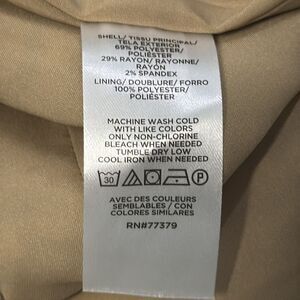 SHELL/ TISSU PRINCIPAL/
TELA EXTERIOR
69% POLYESTER/
29% RAYON/ RAYONNE/
RAYÓN
2% SPANDEX
LINING/ DOUBLURE/ FORRO
100% POLYESTER/
POLIÉSTER
MACHINE WASH COLD
WITH LIKE COLORS
ONLY NON-CHLORINE
BLEACH WHEN NEEDED
TUMBLE DRY LOW
COOL IRON WHEN NEEDED
30 P
AVEC DES COULEURS
SEMBLABLES / CON
COLORES SIMILARES
RN#77379